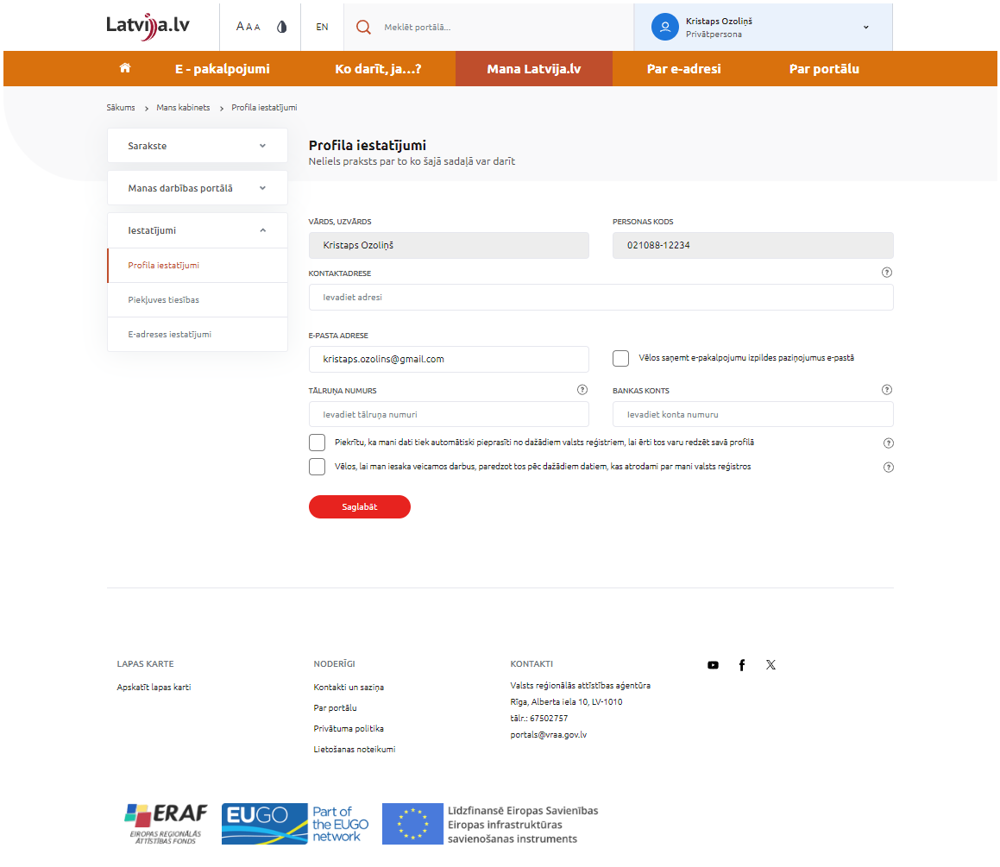 Latvija.lv
A A A
EN
Meklēt portālā...
Kristaps Ozoliņš
Privātpersona
E - pakalpojumi
Ko darīt, ja...?
Mana Latvija.lv
Par e-adresi
Par portālu
Sākums > Mans kabinets > Profila iestatījumi
Sarakste
Manas darbības portālā
Iestatījumi
Profila iestatījumi
Piekļuves tiesības
E-adreses iestatījumi
Profila iestatījumi
Neliels praksts par to ko šajā sadaļā var darīt
VĀRDS, UZVĀRDS
Kristaps Ozoliņš
PERSONAS KODS
021088-12234
KONTAKTADRESE
?
Ievadiet adresi
E-PASTA ADRESE
kristaps.ozolins@gmail.com
Vēlos saņemt e-pakalpojumu izpildes paziņojumus e-pastā
TĀLRUŅA NUMURS
?
Ievadiet tālruņa numuri
BANKAS KONTS
?
Ievadiet konta numuru
Piekrītu, ka mani dati tiek automātiski pieprasīti no dažādiem valsts reģistriem, lai ērti tos varu redzēt savā profilā
?
Vēlos, lai man iesaka veicamos darbus, paredzot tos pēc dažādiem datiem, kas atrodami par mani valsts reģistros
?
Saglabāt
LAPAS KARTE
Apskatīt lapas karti
NODERĪGI
Kontakti un saziņa
Par portālu
Privātuma politika
Lietošanas noteikumi
KONTAKTI
Valsts reģionālās attīstības aģentūra
Rīga, Alberta iela 10, LV-1010
tālr.: 67502757
portals@vraa.gov.lv
ERAF
EIROPAS REĢIONĀLĀS
ATTĪSTĪBAS FONDS
EUGO
Part of
the EUGO
network
Līdzfinansē Eiropas Savienības
Eiropas infrastruktūras
savienošanas instruments